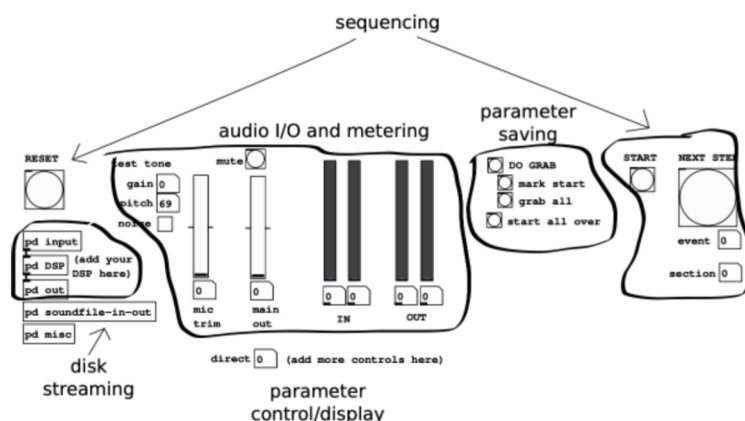 sequencing
parameter
saving
audio I/O and metering
RESET
test tone
mute
DO GRAB
START
NEXT STEP
gain 0
mark start
pitch 69
grab all
noise
start all over
pd input
event 0
pd DSP
(add your
DSP here)
pd out
section 0
0
0
0 0
0 0
pd soundfile-in-out
mic
trim
main
out
IN
OUT
pd misc
direct 0 (add more controls here)
disk
streaming
parameter
control/display